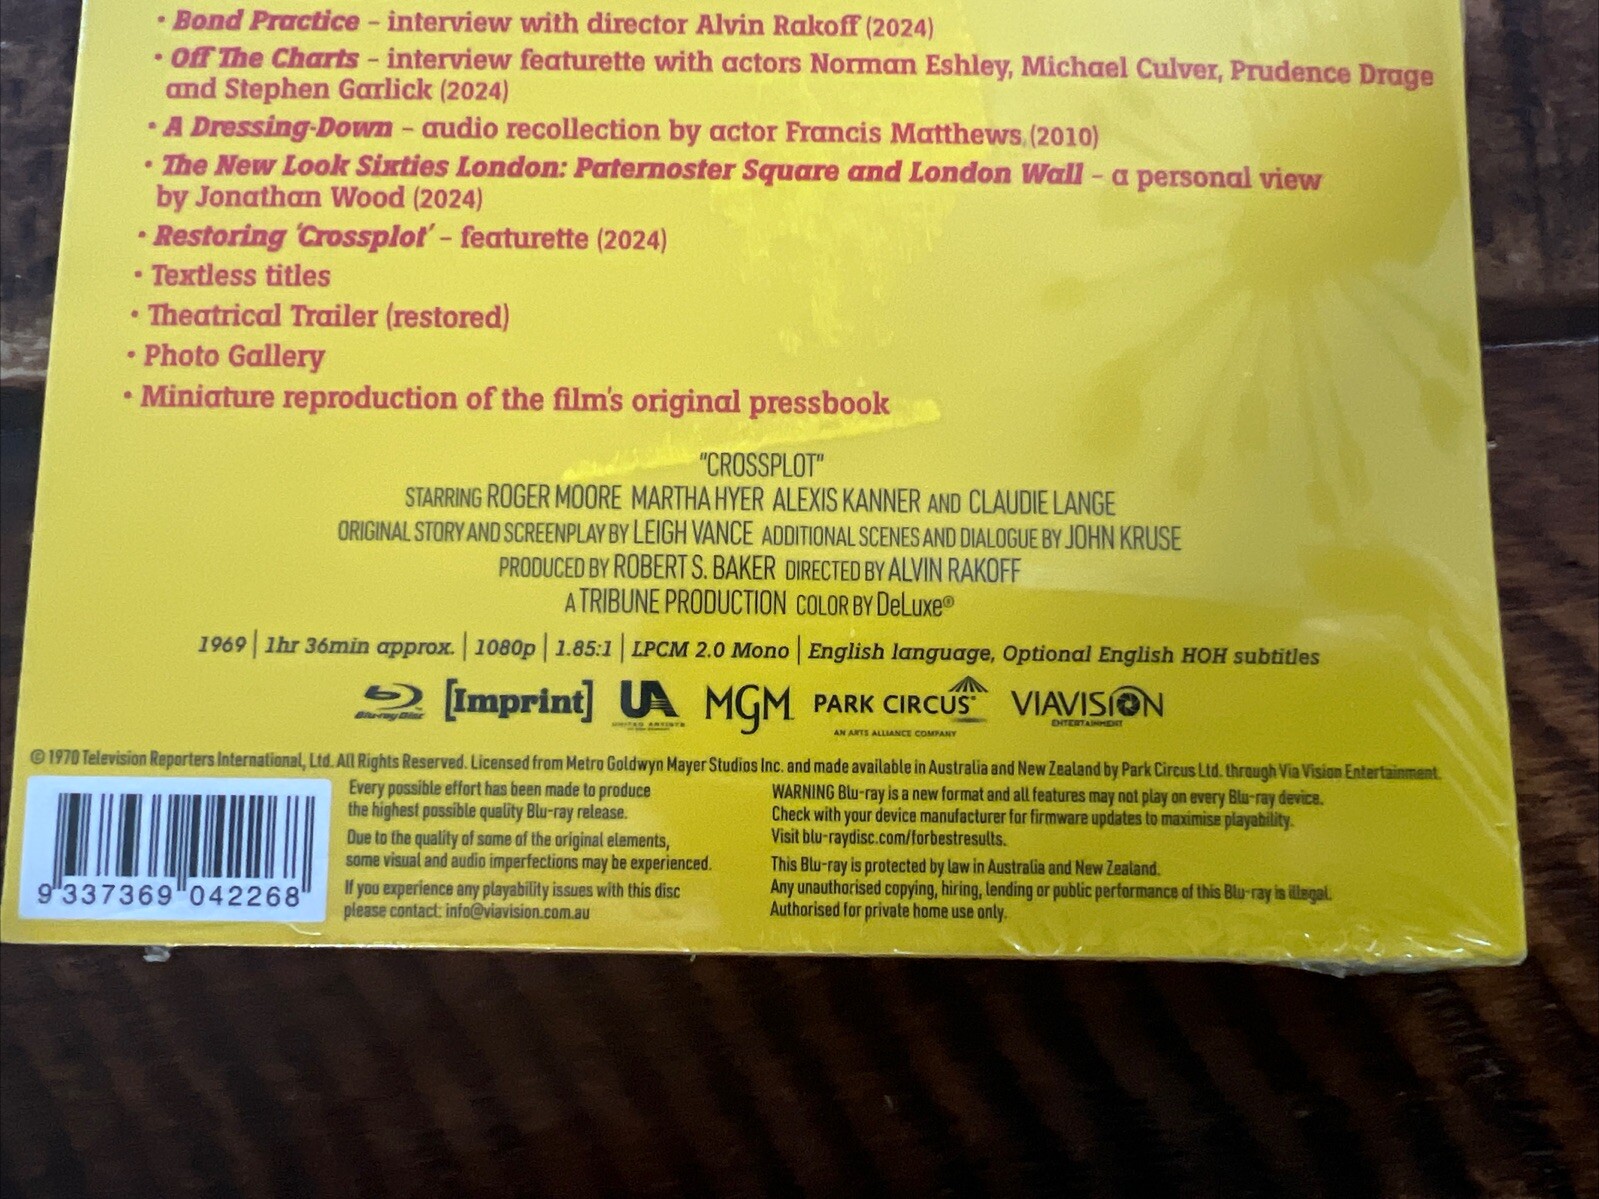 • Bond Practice – interview with director Alvin Rakoff (2024)
• Off The Charts – interview featurette with actors Norman Eshley, Michael Culver, Prudence Drage
and Stephen Garlick (2024)
• A Dressing-Down – audio recollection by actor Francis Matthews (2010)
• The New Look Sixties London: Paternoster Square and London Wall – a personal view
by Jonathan Wood (2024)
• Restoring 'Crossplot' – featurette (2024)
• Textless titles
• Theatrical Trailer (restored)
• Photo Gallery
• Miniature reproduction of the film's original pressbook
"CROSSPLOT"
STARRING ROGER MOORE MARTHA HYER ALEXIS KANNER AND CLAUDIE LANGE
ORIGINAL STORY AND SCREENPLAY BY LEIGH VANCE ADDITIONAL SCENES AND DIALOGUE BY JOHN KRUSE
PRODUCED BY ROBERT S. BAKER DIRECTED BY ALVIN RAKOFF
A TRIBUNE PRODUCTION COLOR BY DeLuxe®
1969 | 1hr 36min approx. | 1080p | 1.85:1 | LPCM 2.0 Mono | English language, Optional English HOH subtitles
Blu-ray Disc [Imprint] UA UNITED ARTISTS MGM PARK CIRCUS AN ARTS ALLIANCE COMPANY VIAVISION ENTERTAINMENT
© 1970 Television Reporters International, Ltd. All Rights Reserved. Licensed from Metro Goldwyn Mayer Studios Inc. and made available in Australia and New Zealand by Park Circus Ltd. through Via Vision Entertainment.
Every possible effort has been made to produce
the highest possible quality Blu-ray release.
Due to the quality of some of the original elements,
some visual and audio imperfections may be experienced.
If you experience any playability issues with this disc
please contact: info@viavision.com.au
WARNING Blu-ray is a new format and all features may not play on every Blu-ray device.
Check with your device manufacturer for firmware updates to maximise playability.
Visit blu-raydisc.com/forbestresults.
This Blu-ray is protected by law in Australia and New Zealand.
Any unauthorised copying, hiring, lending or public performance of this Blu-ray is illegal.
Authorised for private home use only.
9 337369 042268